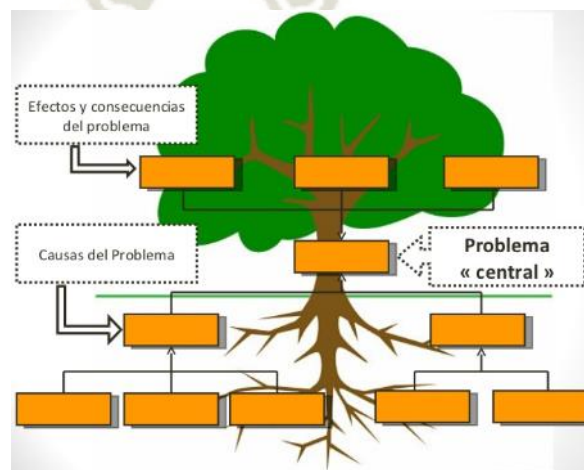 Efectos y consecuencias
del problema
Causas del Problema
Problema
« central »